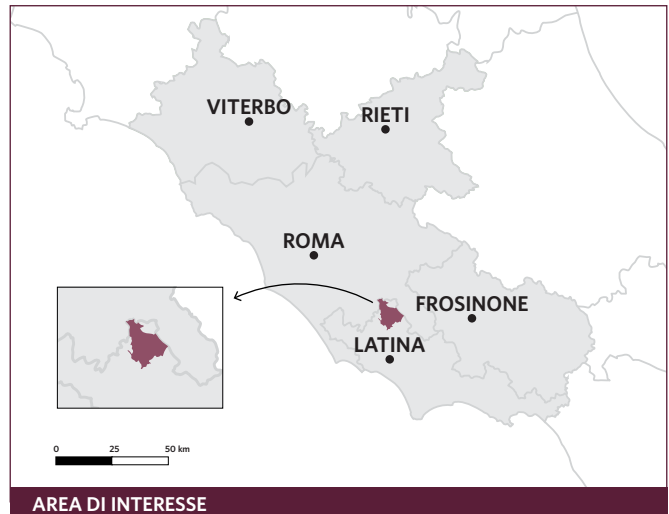 VITERBO
RIETI
ROMA
FROSINONE
LATINA
0 25 50 km
AREA DI INTERESSE